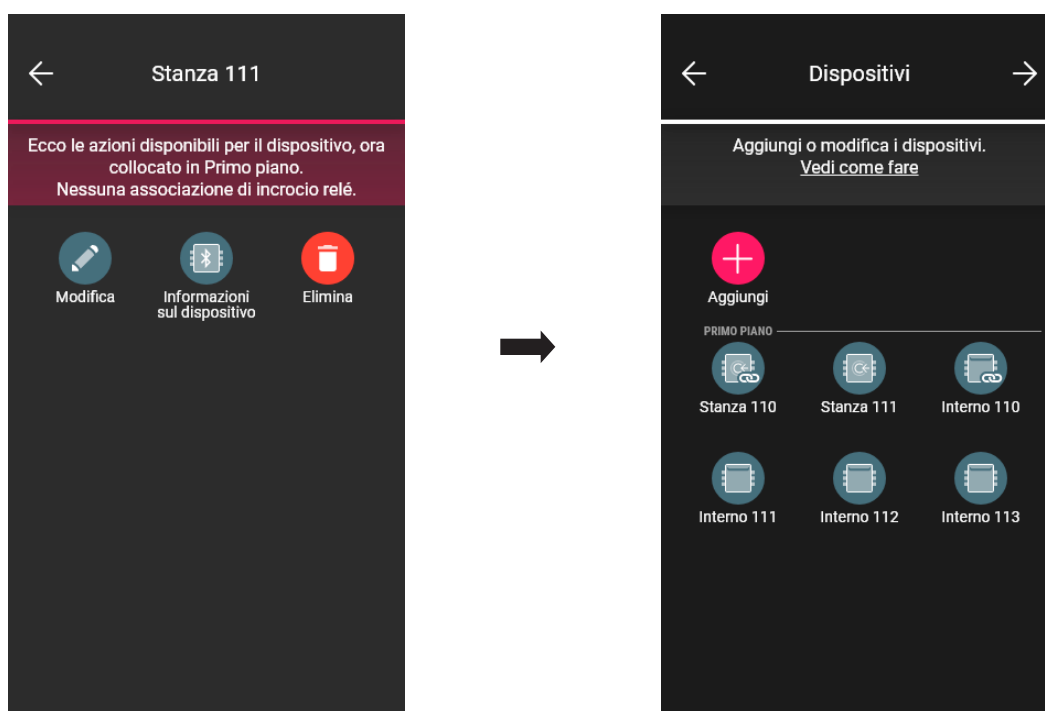 Stanza 111
Ecco le azioni disponibili per il dispositivo, ora
collocato in Primo piano.
Nessuna associazione di incrocio relé.
Modifica
Informazioni
sul dispositivo
Elimina
Dispositivi
Aggiungi o modifica i dispositivi.
Vedi come fare
Aggiungi
PRIMO PIANO
Stanza 110
Stanza 111
Interno 110
Interno 111
Interno 112
Interno 113